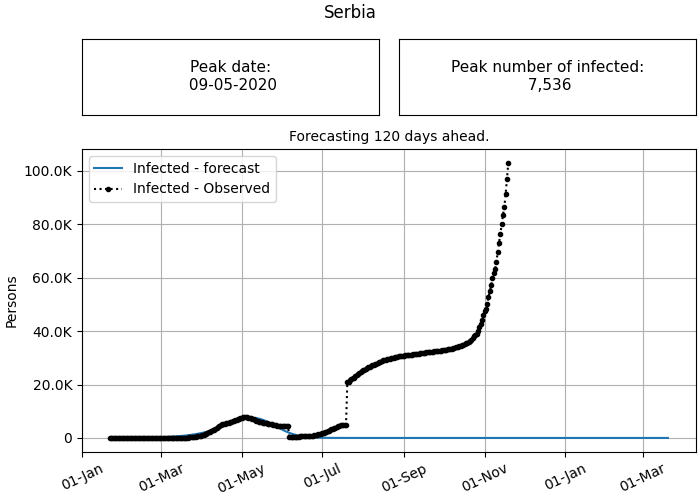 Serbia
Peak date:
09-05-2020
Peak number of infected:
7,536
Forecasting 120 days ahead.
Infected - forecast
Infected - Observed
100.0K
80.0K
60.0K
40.0K
20.0K
0
Persons
01-Jan
01-Mar
01-May
01-Jul
01-Sep
01-Nov
01-Jan
01-Mar